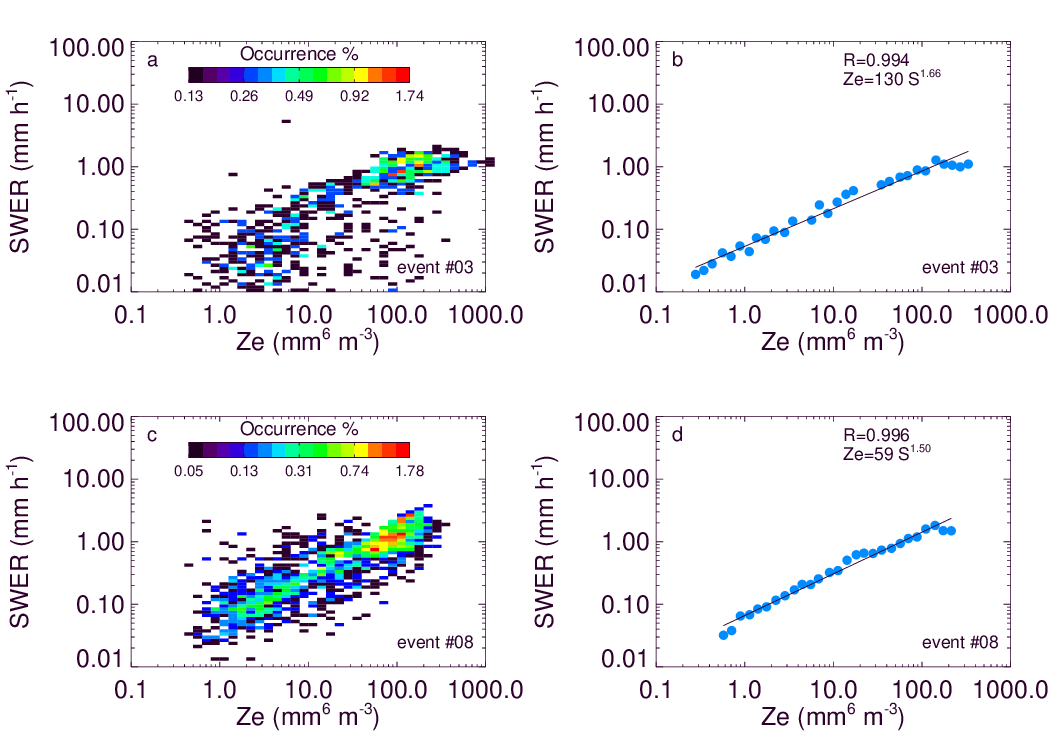 a
Occurrence %
0.13 0.26 0.49 0.92 1.74
100.00
10.00
1.00
0.10
0.01
SWER (mm h⁻¹)
event #03
0.1 1.0 10.0 100.0 1000.0
Ze (mm⁶ m⁻³)
b
R=0.994
Ze=130 S¹·⁶⁶
100.00
10.00
1.00
0.10
0.01
SWER (mm h⁻¹)
event #03
0.1 1.0 10.0 100.0 1000.0
Ze (mm⁶ m⁻³)
c
Occurrence %
0.05 0.13 0.31 0.74 1.78
100.00
10.00
1.00
0.10
0.01
SWER (mm h⁻¹)
event #08
0.1 1.0 10.0 100.0 1000.0
Ze (mm⁶ m⁻³)
d
R=0.996
Ze=59 S¹·⁵⁰
100.00
10.00
1.00
0.10
0.01
SWER (mm h⁻¹)
event #08
0.1 1.0 10.0 100.0 1000.0
Ze (mm⁶ m⁻³)